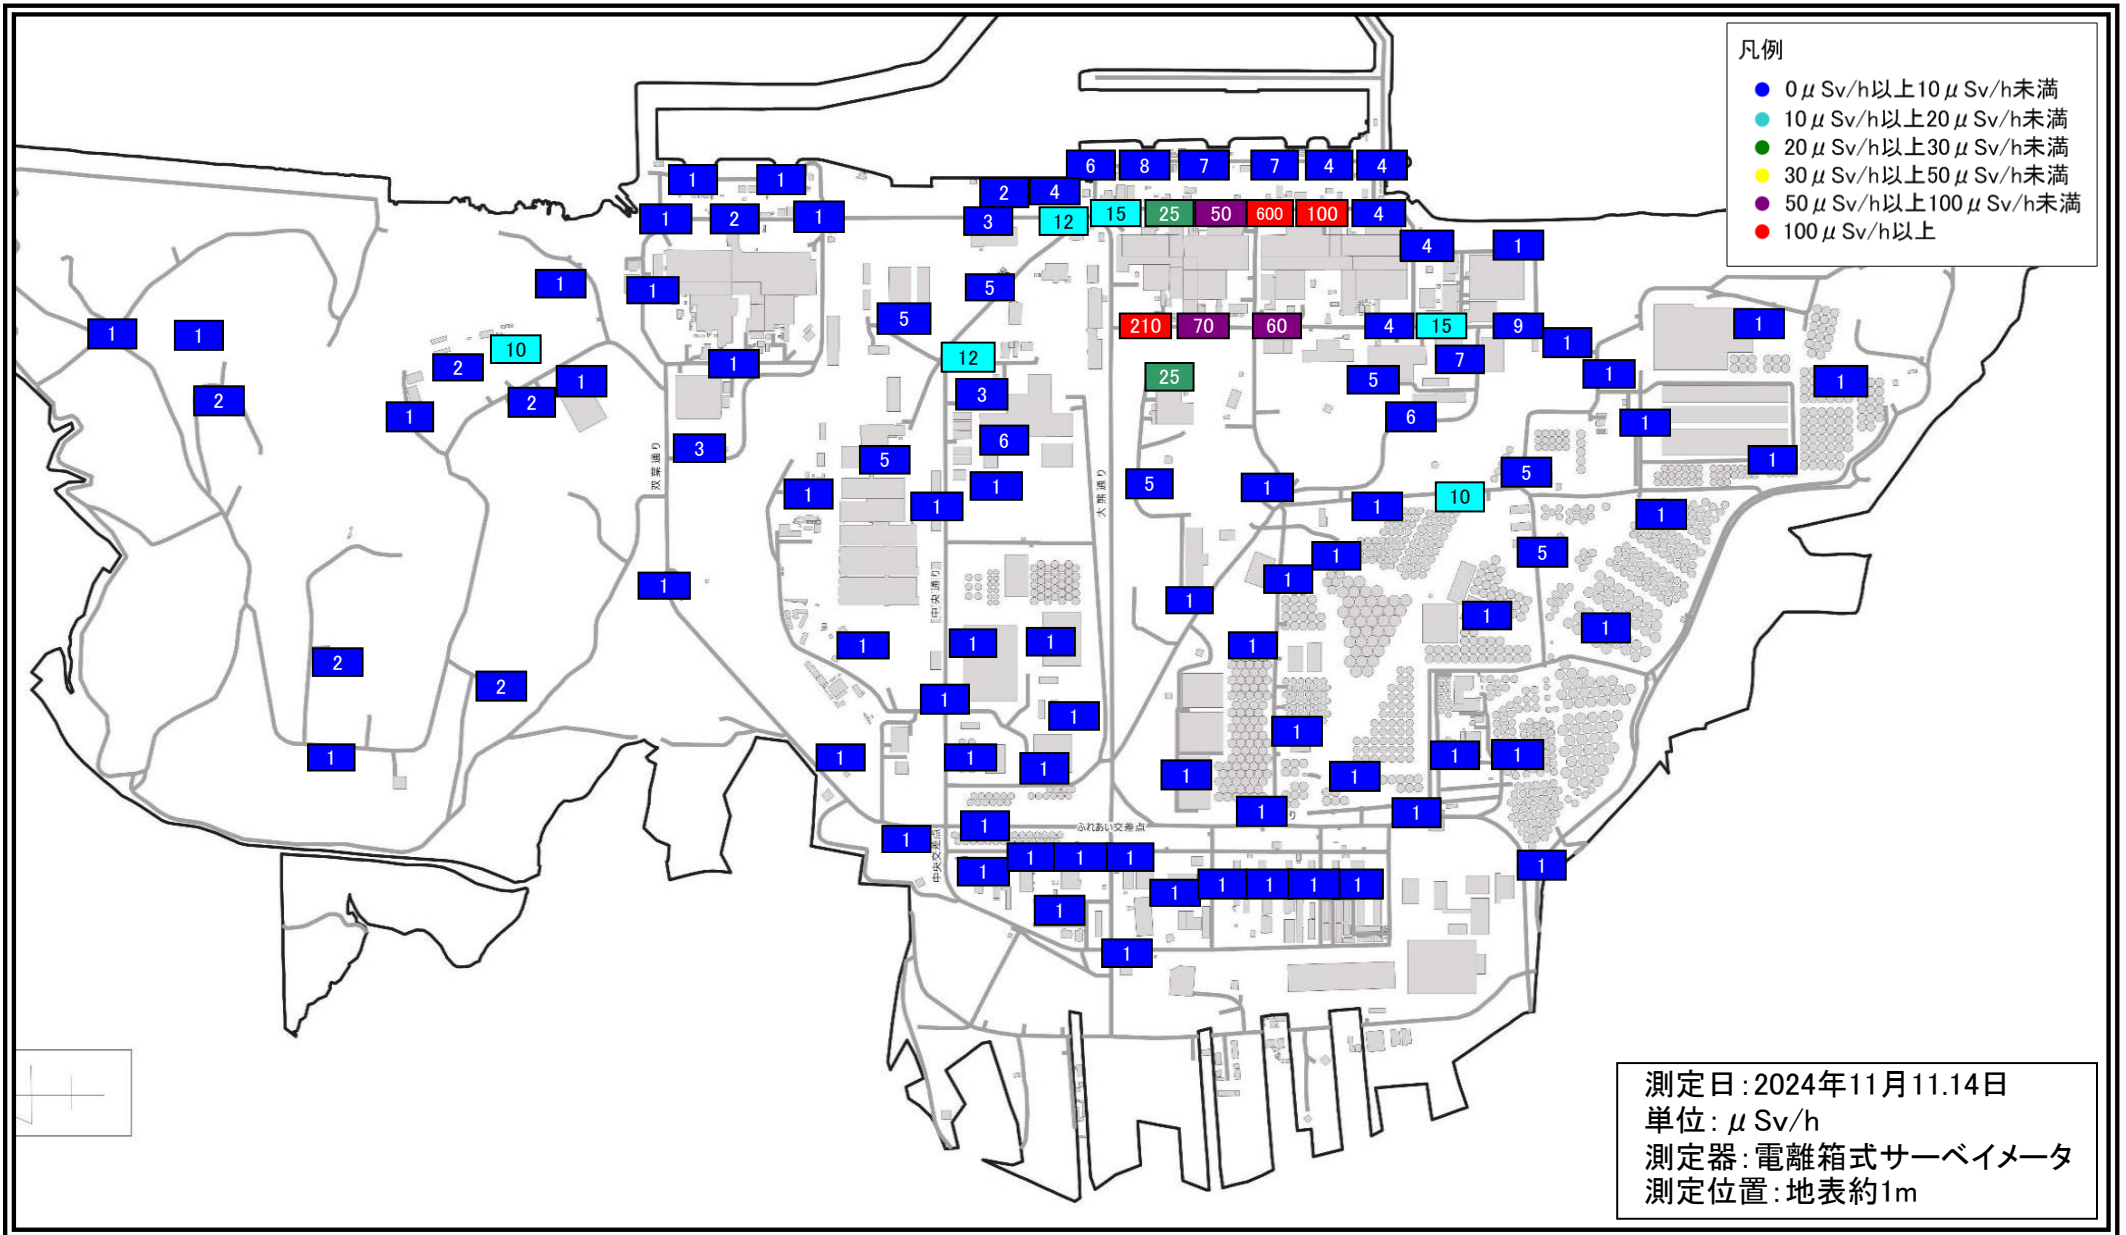 凡例
0μSv/h以上10μSv/h未満
10μSv/h以上20μSv/h未満
20μSv/h以上30μSv/h未満
30μSv/h以上50μSv/h未満
50μSv/h以上100μSv/h未満
100μSv/h以上
6 8 7 7 4 4
1 1 2 4
1 2 1 3 12 15 25 50 600 100 4
4 1
1 1 5
5
1 1 210 70 60 4 15 9 1 1
10 2 1 12 7
2 1 2 1 3 25 5 1 1
1 6 1
3 5 6 1
双葉通り
大熊通り
1 1 1 5 1 1 10 5 1
1 1 5
1 1 1
中央通り
1 1 1 1 1 1
2 2 1 1
1
1 1 1 1 1 1 1 1
1 1
1 1 ふれあい交差点 り
中央交差点
1 1 1 1 1
1 1 1 1 1
1
1
測定日:2024年11月11.14日
単位:μSv/h
測定器:電離箱式サーベイメータ
測定位置:地表約1m